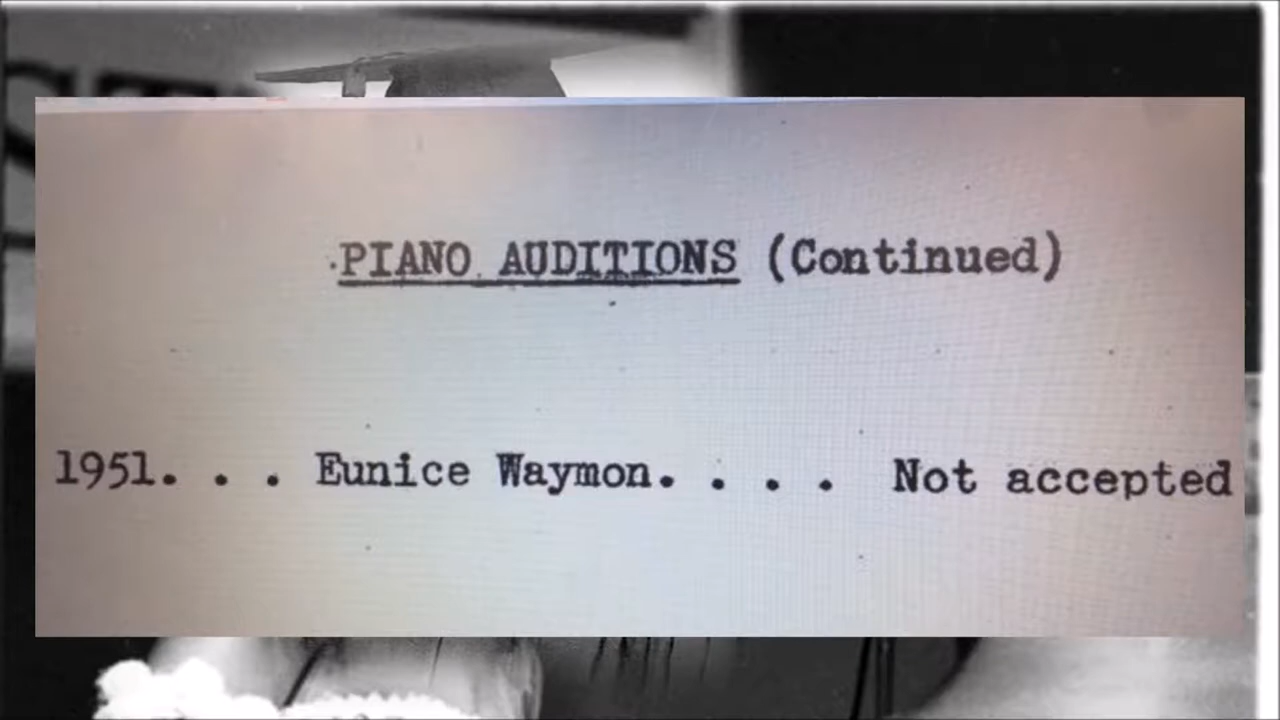 PIANO AUDITIONS (Continued)
1951. . . Eunice Waymon. . . . Not accepted